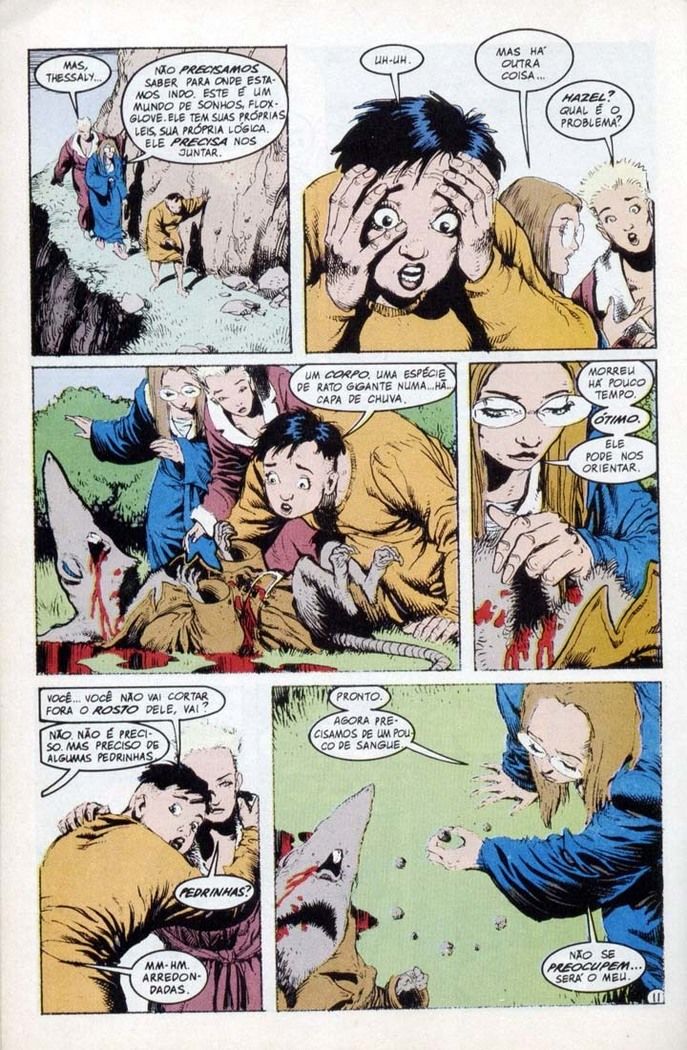 MAS,
THESSALY...
NÃO PRECISAMOS
SABER PARA ONDE ESTA-
MOS INDO. ESTE É UM
MUNDO DE SONHOS, FLOX-
GLOVE. ELE TEM SUAS PRÓPRIAS
LEIS, SUA PRÓPRIA LÓGICA.
ELE PRECISA NOS
JUNTAR.
UH-UH.
MAS HÁ
OUTRA
COISA...
HAZEL?
QUAL É O
PROBLEMA?
UM CORPO. UMA ESPÉCIE
DE RATO GIGANTE NUMA...HÃ...
CAPA DE CHUVA.
MORREU
HÁ POUCO
TEMPO.
ÓTIMO.
ELE
PODE NOS
ORIENTAR.
VOCÊ... VOCÊ NÃO VAI CORTAR
FORA O ROSTO DELE, VAI?
NÃO. NÃO É PRECI-
SO. MAS PRECISO DE
ALGUMAS PEDRINHAS.
PEDRINHAS?
MM-HM.
ARREDON-
DADAS.
PRONTO.
AGORA PRE-
CISAMOS DE UM POU-
CO DE SANGUE.
NÃO SE
PREOCUPEM...
SERÁ O MEU.
11